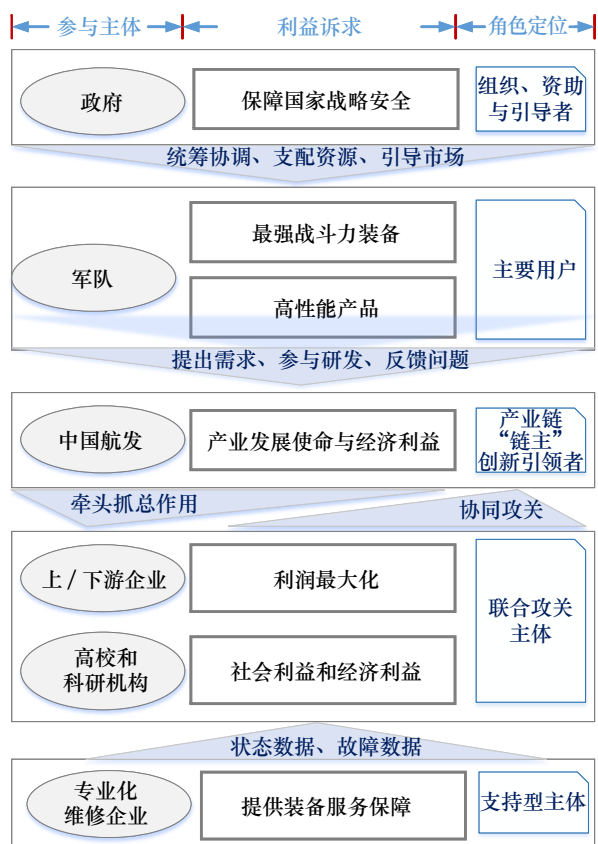 参与主体
利益诉求
角色定位
政府
保障国家战略安全
组织、资助
与引导者
统筹协调、支配资源、引导市场
军队
最强战斗力装备
高性能产品
主要用户
提出需求、参与研发、反馈问题
中国航发
产业发展使命与经济利益
产业链
“链主”
创新引领者
牵头抓总作用
协同攻关
上 / 下游企业
利润最大化
联合攻关
主体
高校和
科研机构
社会利益和经济利益
状态数据、故障数据
专业化
维修企业
提供装备服务保障
支持型主体